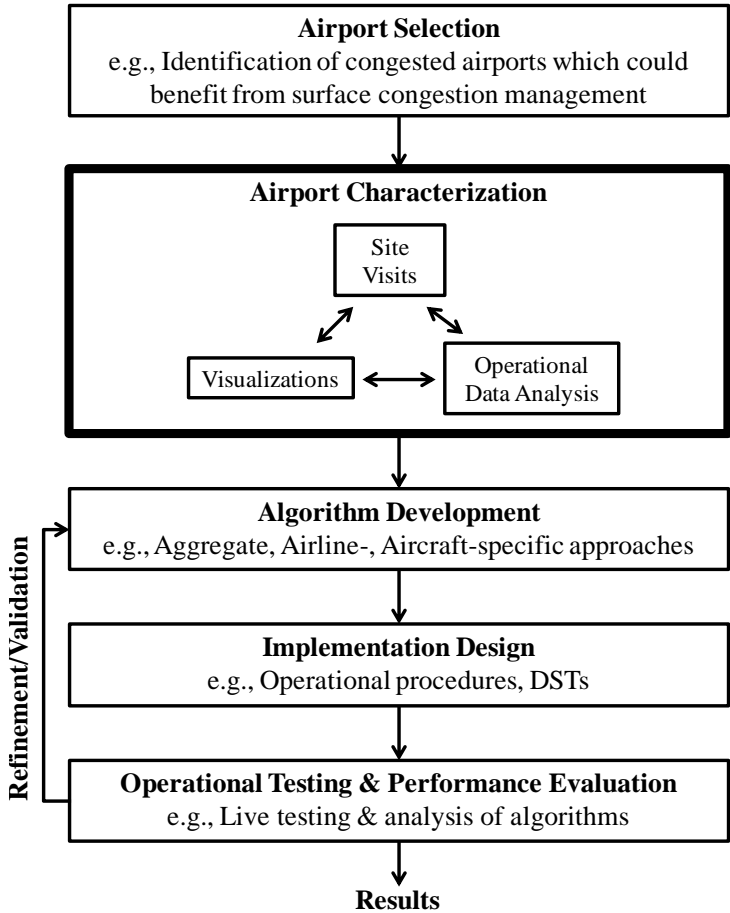 Airport Selection
e.g., Identification of congested airports which could
benefit from surface congestion management
Airport Characterization
Site
Visits
Visualizations
Operational
Data Analysis
Algorithm Development
e.g., Aggregate, Airline-, Aircraft-specific approaches
Refinement/Validation
Implementation Design
e.g., Operational procedures, DSTs
Operational Testing & Performance Evaluation
e.g., Live testing & analysis of algorithms
Results